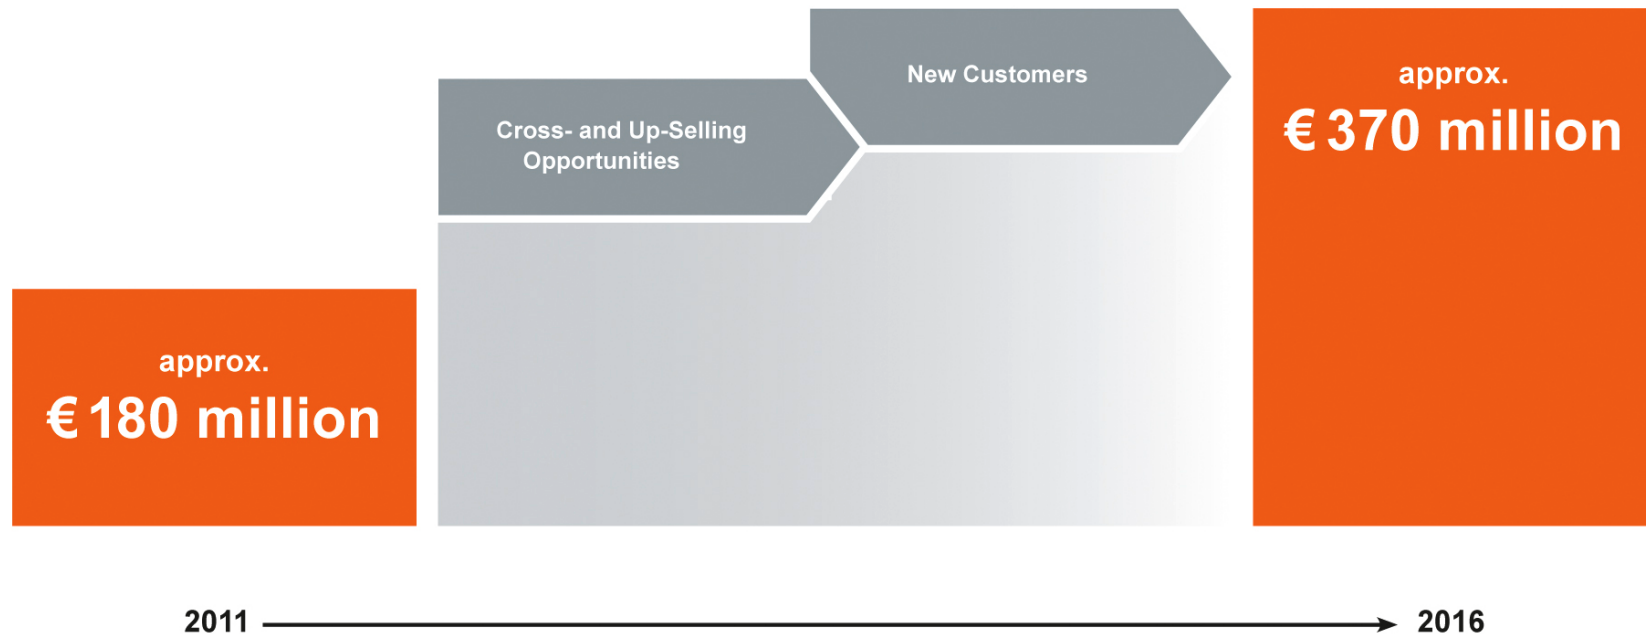 New Customers
Cross- and Up-Selling
Opportunities
approx.
€ 370 million
approx.
€ 180 million
2011
2016